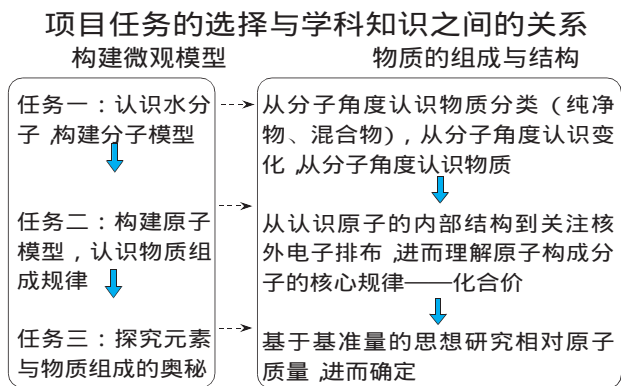 项目任务的选择与学科知识之间的关系
构建微观模型
物质的组成与结构
任务一：认识水分
子,构建分子模型
任务二：构建原子
模型，认识物质组
成规律
任务三：探究元素
与物质组成的奥秘
从分子角度认识物质分类（纯净
物、混合物），从分子角度认识变
化,从分子角度认识物质
从认识原子的内部结构到关注核
外电子排布,进而理解原子构成分
子的核心规律——化合价
基于基准量的思想研究相对原子
质量,进而确定